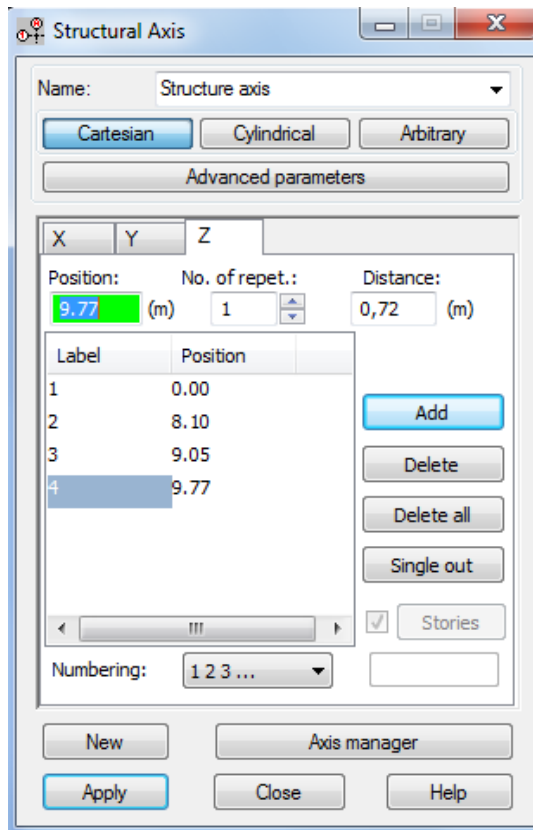 Structural Axis
Name: Structure axis
Cartesian Cylindrical Arbitrary
Advanced parameters
X Y Z
Position: No. of repet.: Distance:
9.77 (m) 1 0,72 (m)
Label Position
1 0.00
2 8.10
3 9.05
4 9.77
Add
Delete
Delete all
Single out
Stories
Numbering: 1 2 3 ...
New Axis manager
Apply Close Help